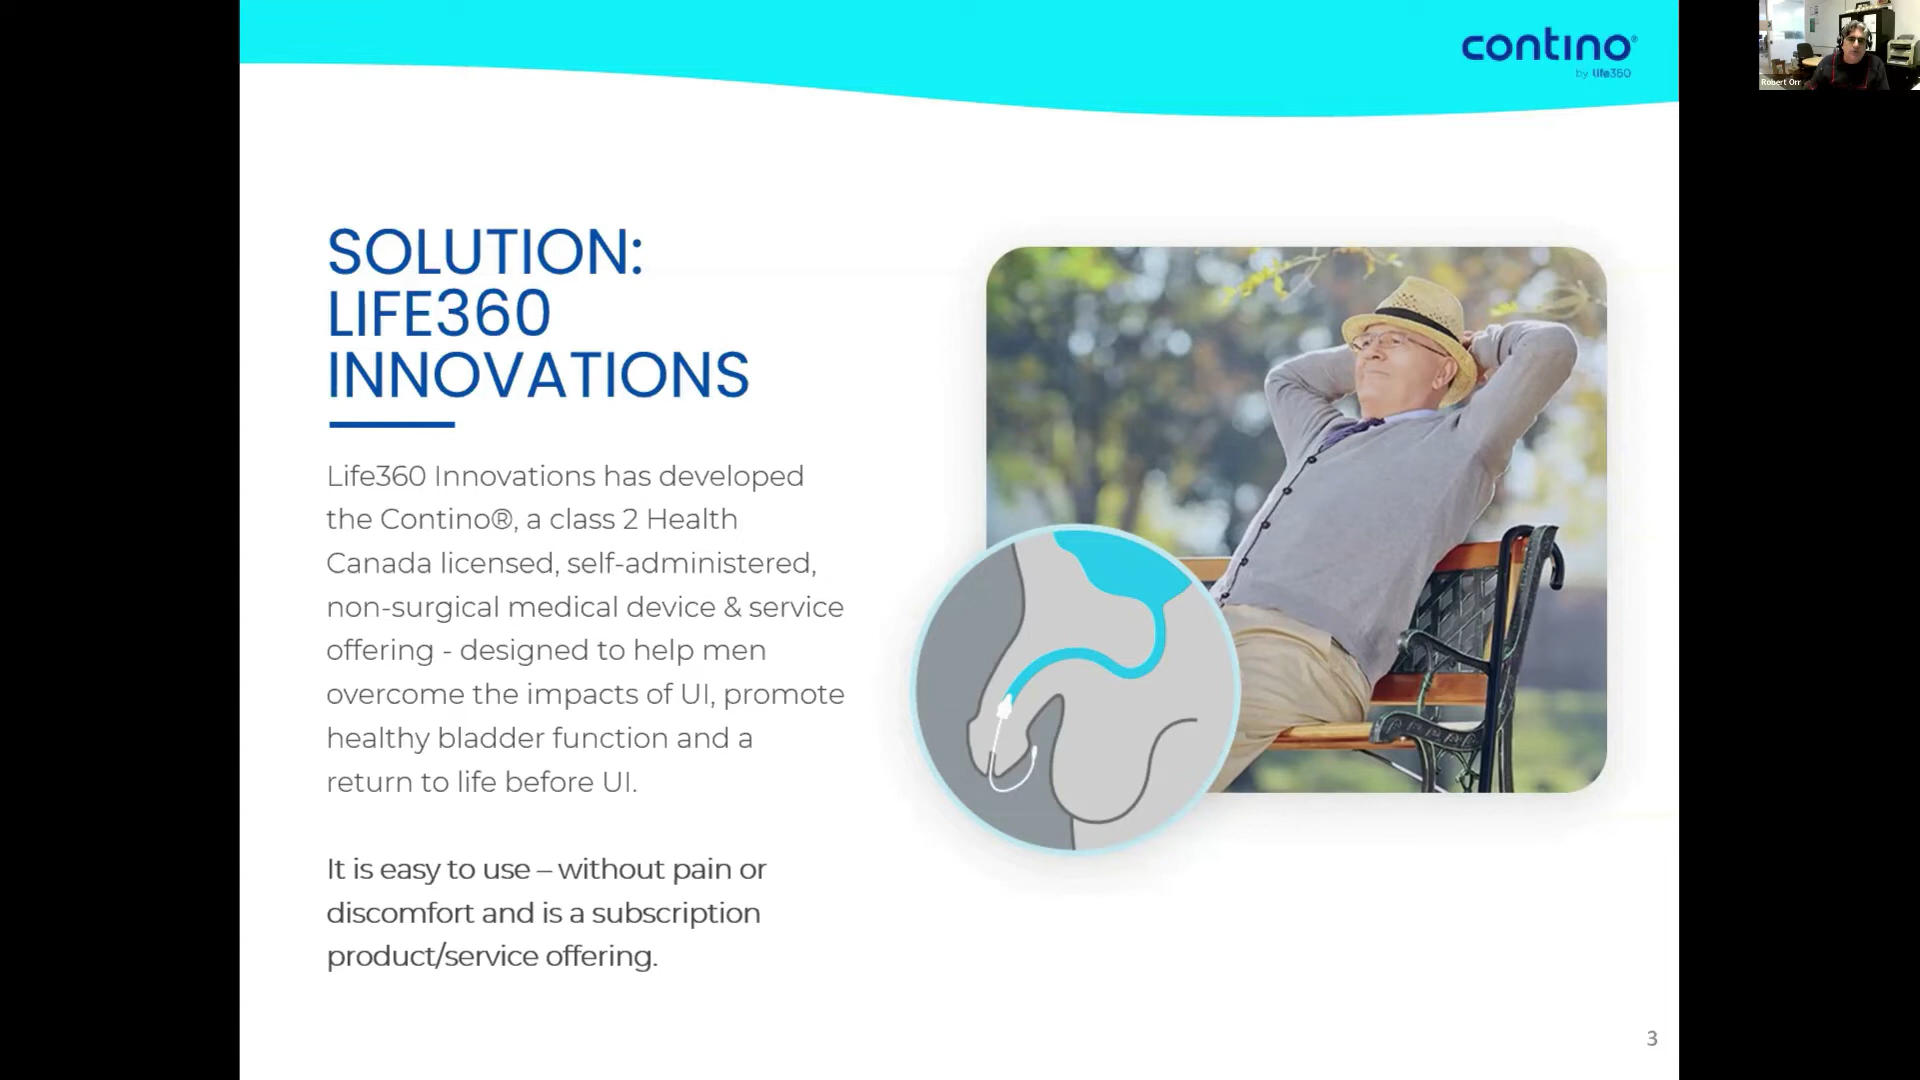 contino®
by life360
Robert Orr
SOLUTION:
LIFE360
INNOVATIONS
Life360 Innovations has developed
the Contino®, a class 2 Health
Canada licensed, self-administered,
non-surgical medical device & service
offering - designed to help men
overcome the impacts of UI, promote
healthy bladder function and a
return to life before UI.
It is easy to use – without pain or
discomfort and is a subscription
product/service offering.
3